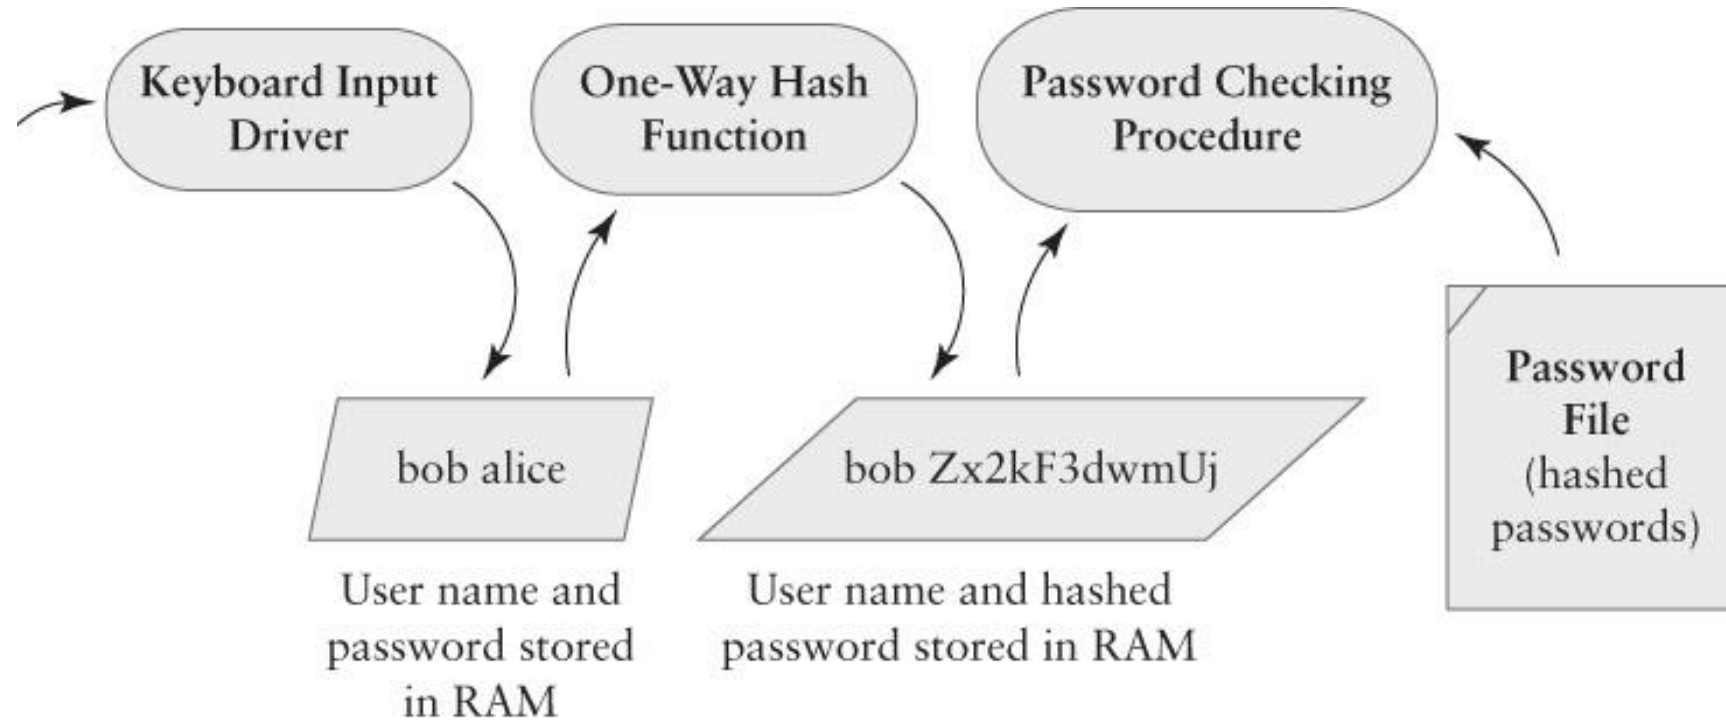 Keyboard Input
Driver
One-Way Hash
Function
Password Checking
Procedure
bob alice
User name and
password stored
in RAM
bob Zx2kF3dwmUj
User name and hashed
password stored in RAM
Password
File
(hashed
passwords)